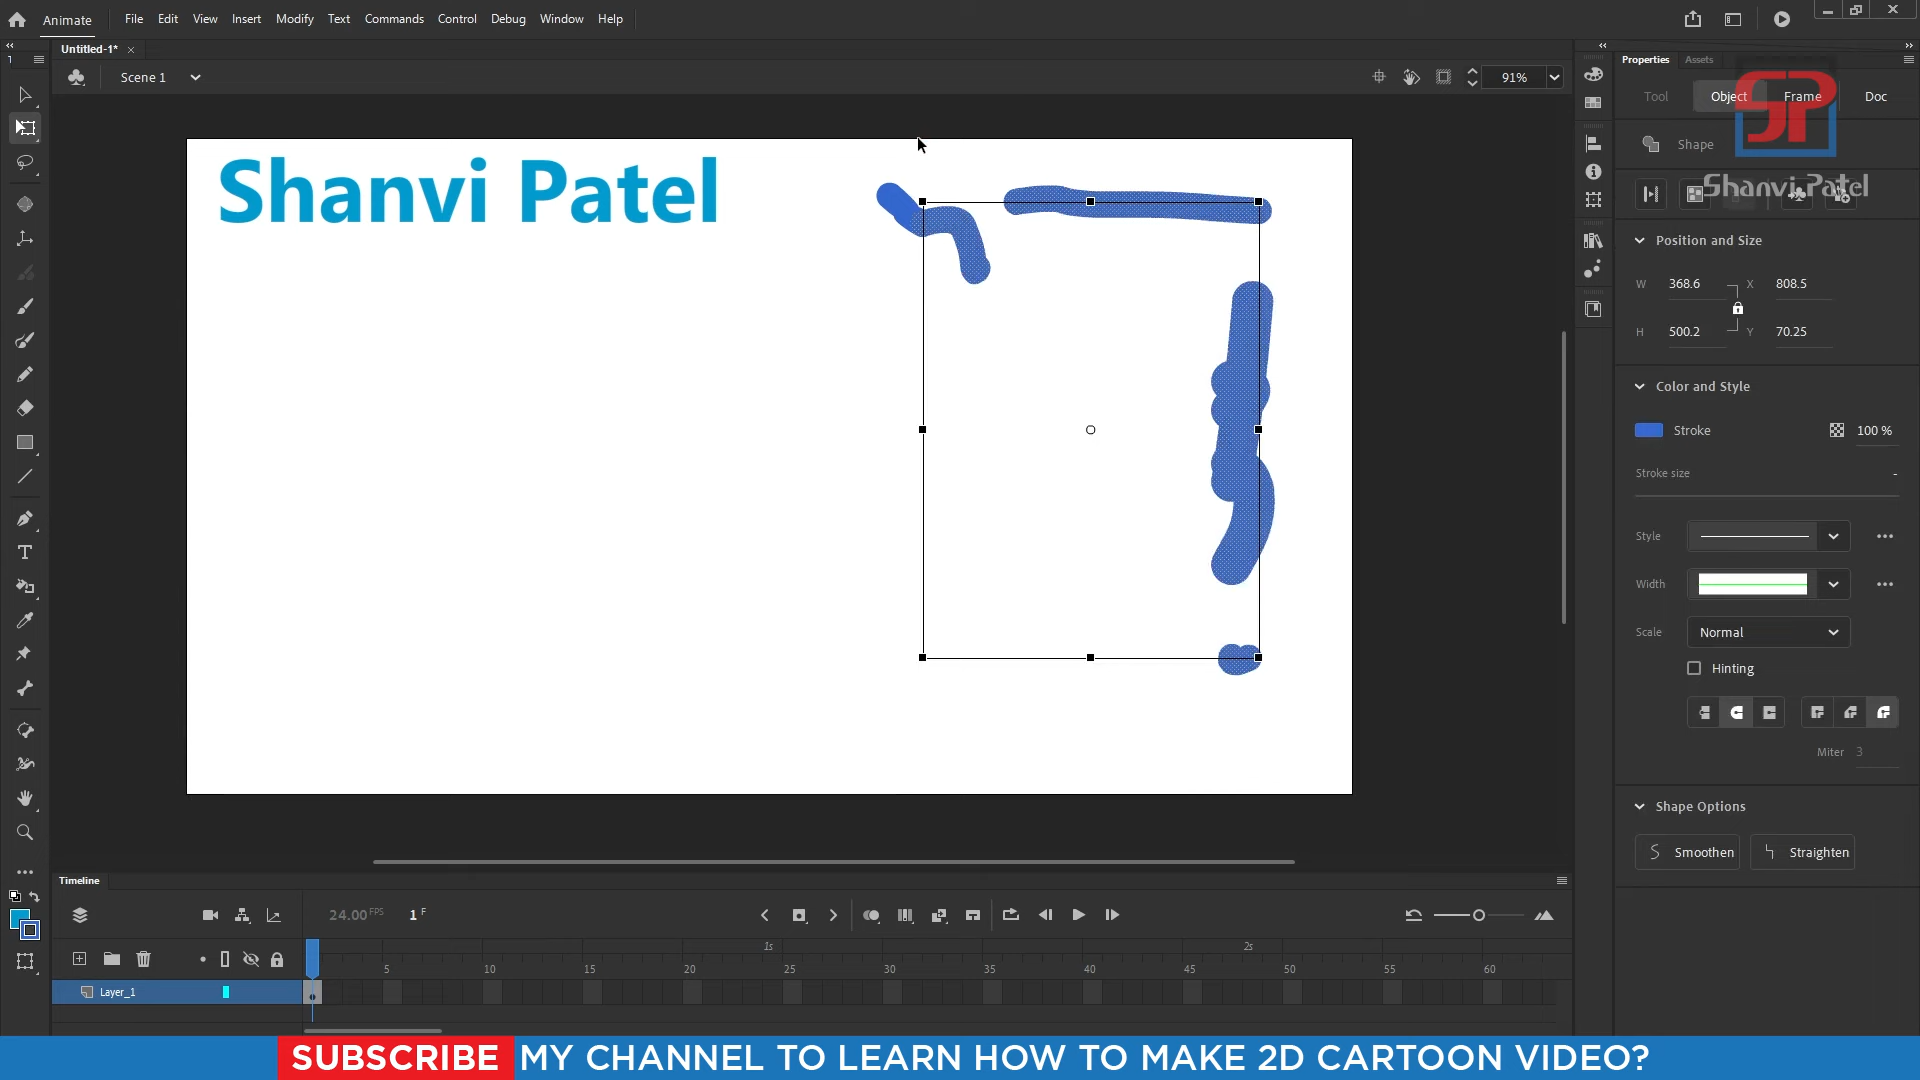 Animate File Edit View Insert Modify Text Commands Control Debug Window Help
Untitled-1* ×
Properties Assets
Scene 1 91%
Tool Object Frame Doc
SP
Shape
Shanvi Patel
Shanvi Patel
Position and Size
W 368.6 X 808.5
H 500.2 Y 70.25
Color and Style
Stroke 100 %
Stroke size -
Style
Width
Scale Normal
Hinting
Miter 3
Shape Options
Smoothen Straighten
Timeline
24.00 FPS 1 F
1s 2s
5 10 15 20 25 30 35 40 45 50 55 60
Layer_1
SUBSCRIBE MY CHANNEL TO LEARN HOW TO MAKE 2D CARTOON VIDEO?